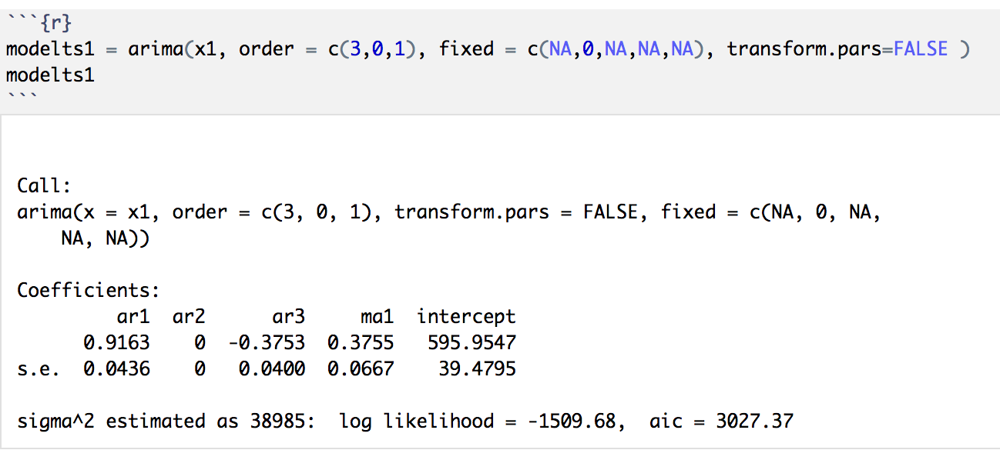 ```{r}
modelts1 = arima(x1, order = c(3,0,1), fixed = c(NA,0,NA,NA,NA), transform.pars=FALSE )
modelts1
```
Call:
arima(x = x1, order = c(3, 0, 1), transform.pars = FALSE, fixed = c(NA, 0, NA,
    NA, NA))
Coefficients:
         ar1  ar2      ar3     ma1  intercept
      0.9163    0  -0.3753  0.3755   595.9547
s.e.  0.0436    0   0.0400  0.0667    39.4795
sigma^2 estimated as 38985:  log likelihood = -1509.68,  aic = 3027.37